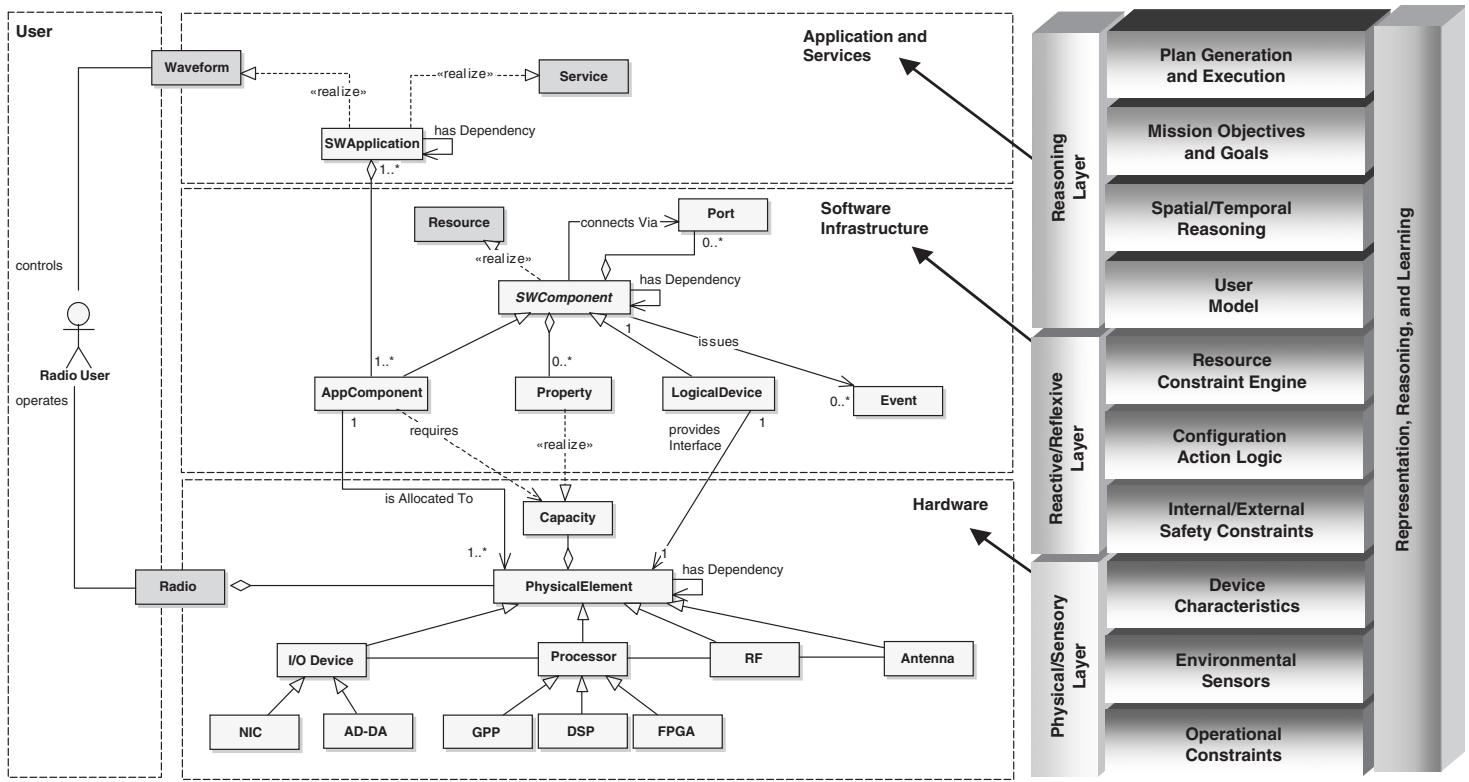 User
Waveform
controls
Radio User
operates
Radio
Application and
Services
«realize»
«realize»
Service
SWApplication
has Dependency
1..*
Software
Infrastructure
Resource
«realize»
connects Via
Port
0..*
SWComponent
has Dependency
1
issues
1..*
0..*
AppComponent
Property
LogicalDevice
Event
0..*
1
requires
«realize»
provides
Interface
1
Hardware
is Allocated To
Capacity
1..*
1
PhysicalElement
has Dependency
I/O Device
Processor
RF
Antenna
NIC
AD-DA
GPP
DSP
FPGA
Reasoning
Layer
Plan Generation
and Execution
Mission Objectives
and Goals
Spatial/Temporal
Reasoning
User
Model
Reactive/Reflexive
Layer
Resource
Constraint Engine
Configuration
Action Logic
Internal/External
Safety Constraints
Physical/Sensory
Layer
Device
Characteristics
Environmental
Sensors
Operational
Constraints
Representation, Reasoning, and Learning